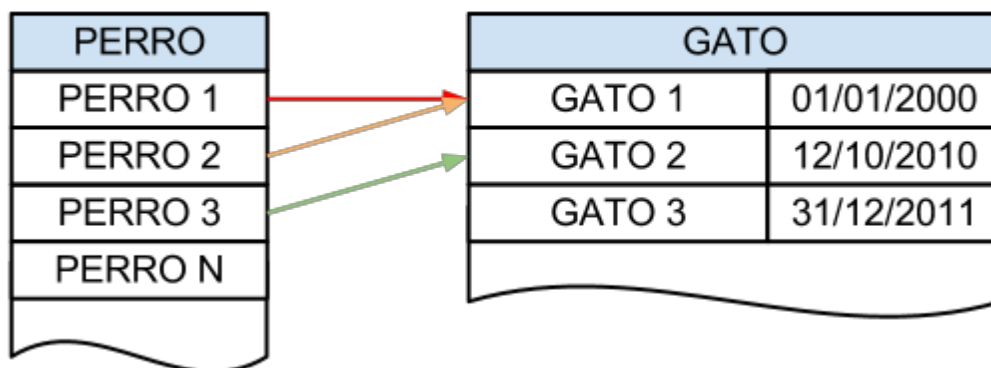 PERRO
PERRO 1
PERRO 2
PERRO 3
PERRO N
GATO
GATO 1 01/01/2000
GATO 2 12/10/2010
GATO 3 31/12/2011